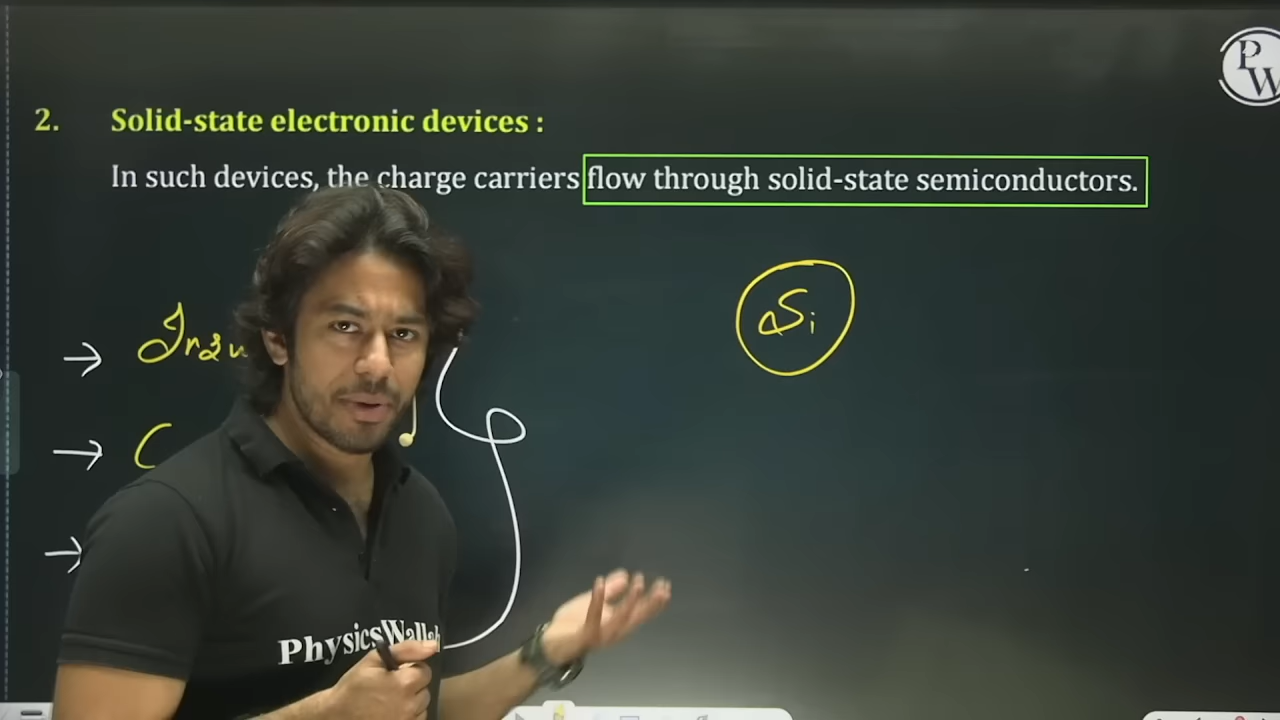 P
W
2. Solid-state electronic devices :
In such devices, the charge carriers flow through solid-state semiconductors.
Si
PhysicsWallah